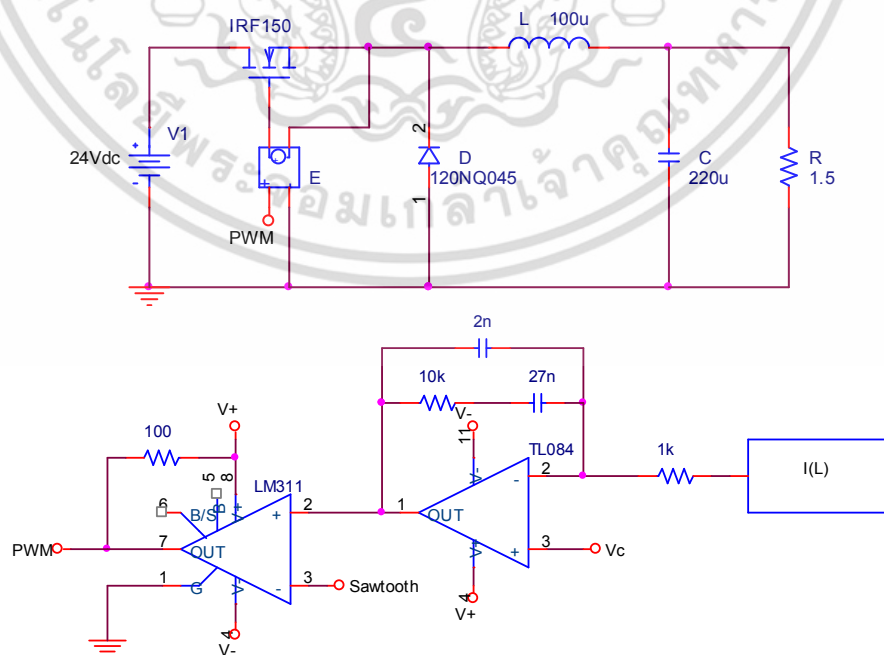 IRF150
L 100u
V1
24Vdc
E
PWM
2
D
120NQ045
1
C
220u
R
1.5
2n
10k
27n
V+
V-
100
11
TL084
1k
I(L)
5
8
LM311
6
B/S
B
V+
2
+
1
OUT
V-
2
-
PWM
7
OUT
V+
+
3
Vc
1
G
V-
-
3
Sawtooth
4
V+
4
V-